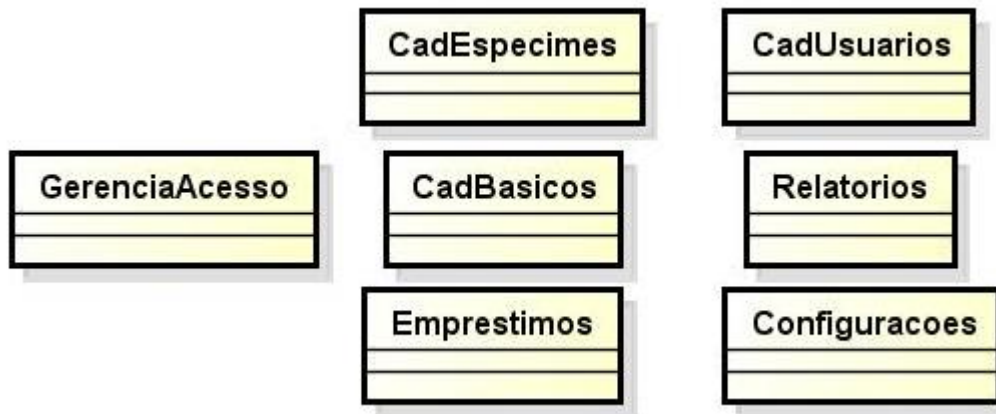 CadEspecimes
CadUsuarios
GerenciaAcesso
CadBasicos
Relatorios
Emprestimos
Configuracoes